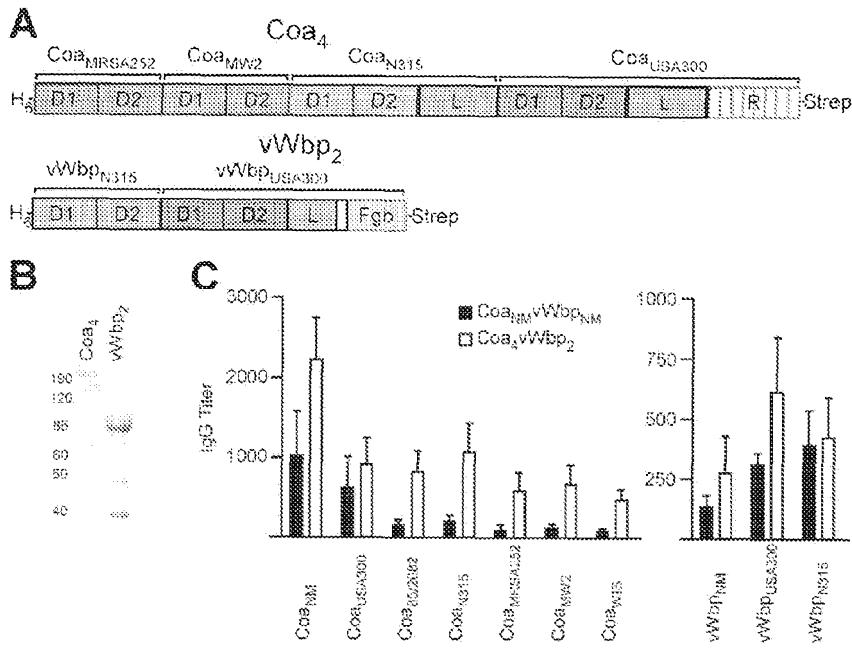 A
Coa4
CoaMRSA252 CoaMW2 CoaN315 CoaUSA300
H6 D1 D2 D1 D2 D1 D2 L D1 D2 L R Strep
vWbp2
vWbpN315 vWbpUSA300
H6 D1 D2 D1 D2 L Fgb Strep
B
Coa4 vWbp2
190
120
85
60
50
40
C
IgG Titer
3000
2000
1000
CoaNMvWbpNM
Coa4vWbp2
CoaNM CoaUSA300 Coa85/2082 CoaN315 CoaMRSA252 CoaMW2 CoaWIS
1000
750
500
250
vWbpNM vWbpUSA300 vWbpN315